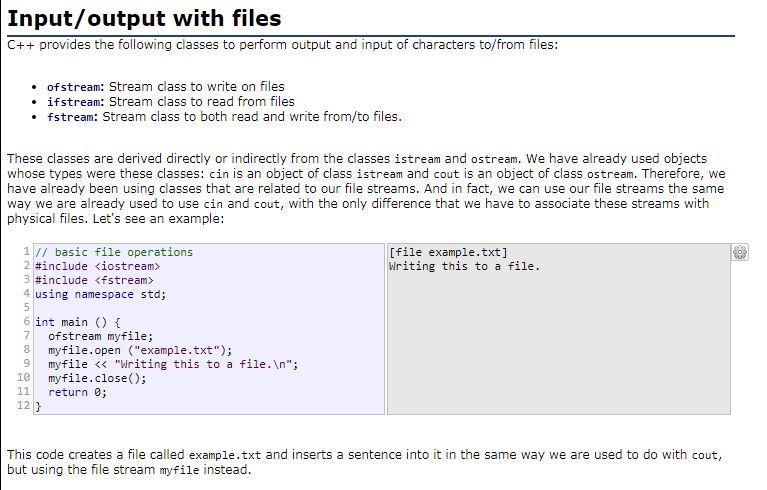 Input/output with files
C++ provides the following classes to perform output and input of characters to/from files:
• ofstream: Stream class to write on files
• ifstream: Stream class to read from files
• fstream: Stream class to both read and write from/to files.
These classes are derived directly or indirectly from the classes istream and ostream. We have already used objects
whose types were these classes: cin is an object of class istream and cout is an object of class ostream. Therefore, we
have already been using classes that are related to our file streams. And in fact, we can use our file streams the same
way we are already used to use cin and cout, with the only difference that we have to associate these streams with
physical files. Let's see an example:
1 // basic file operations
2 #include <iostream>
3 #include <fstream>
4 using namespace std;
5
6 int main () {
7   ofstream myfile;
8   myfile.open ("example.txt");
9   myfile << "Writing this to a file.\n";
10   myfile.close();
11   return 0;
12 }
[file example.txt]
Writing this to a file.
This code creates a file called example.txt and inserts a sentence into it in the same way we are used to do with cout,
but using the file stream myfile instead.